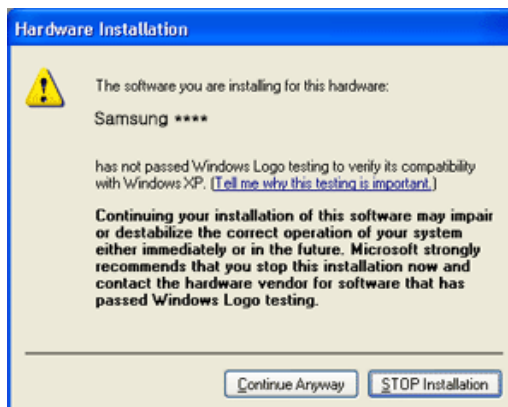 Hardware Installation
The software you are installing for this hardware:
Samsung ****
has not passed Windows Logo testing to verify its compatibility
with Windows XP. (Tell me why this testing is important.)
Continuing your installation of this software may impair
or destabilize the correct operation of your system
either immediately or in the future. Microsoft strongly
recommends that you stop this installation now and
contact the hardware vendor for software that has
passed Windows Logo testing.
Continue Anyway
STOP Installation